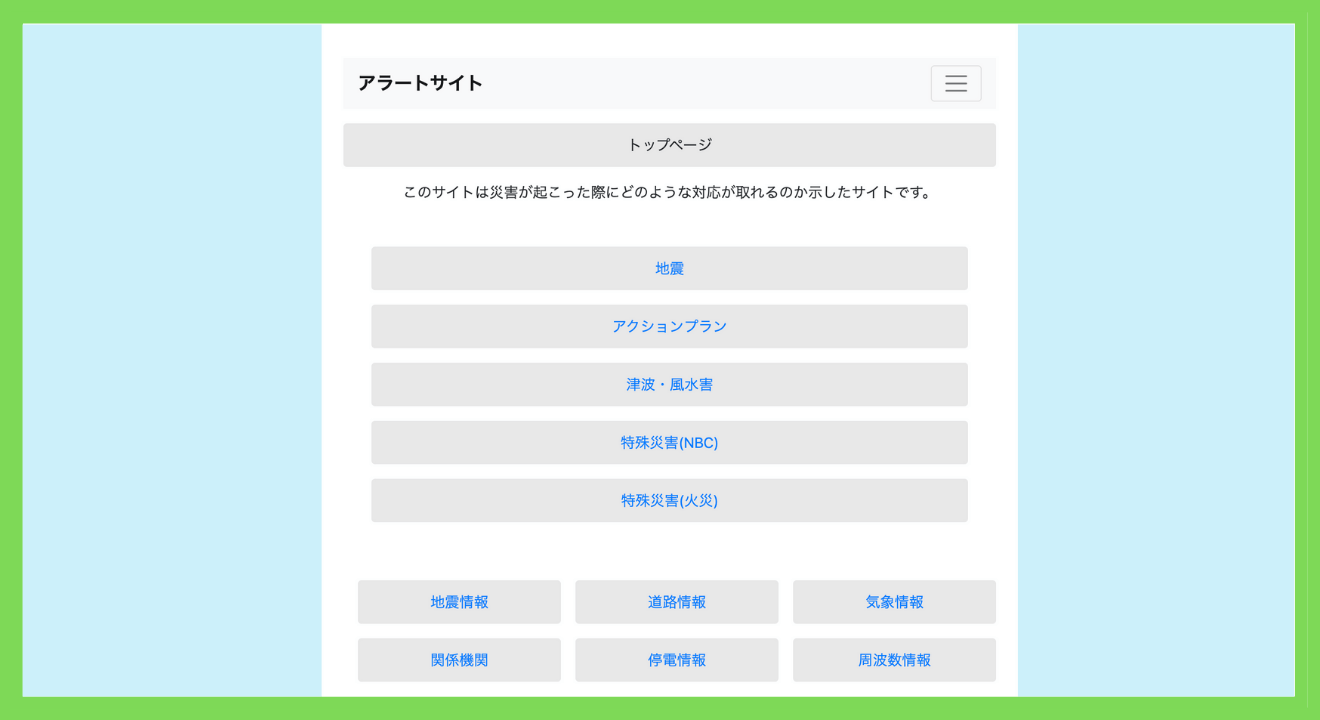 アラートサイト
トップページ
このサイトは災害が起こった際にどのような対応が取れるのか示したサイトです。
地震
アクションプラン
津波・風水害
特殊災害(NBC)
特殊災害(火災)
地震情報 道路情報 気象情報
関係機関 停電情報 周波数情報